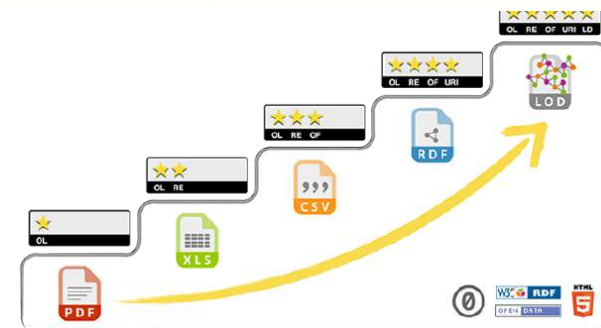 OL RE OF URI LD
LOD
OL RE OF URI
RDF
OL RE OF
CSV
OL RE
XLS
OL
PDF
0
W3C RDF
OPEN DATA
HTML
5